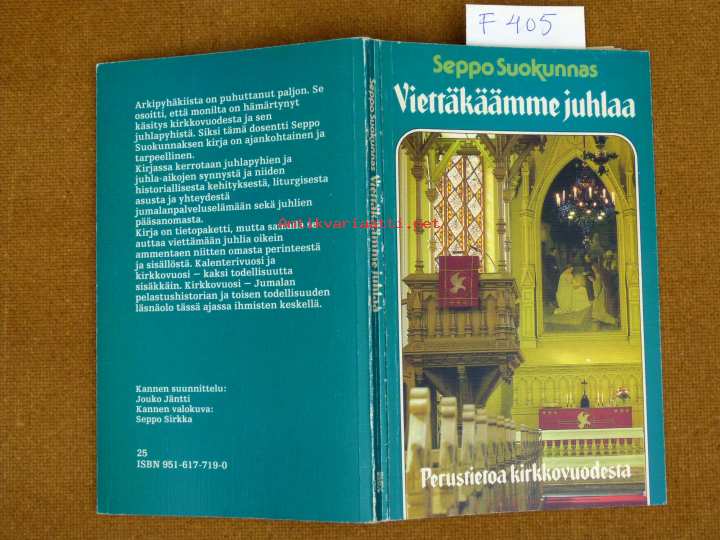 F 405
Seppo Suokunnas
Viettäkäämme juhlaa
Perustietoa kirkkovuodesta
Seppo Suokunnas Viettäkäämme juhlaa
Arkipyhäkiista on puhuttanut paljon. Se
osoitti, että monilta on hämärtynyt
käsitys kirkkovuodesta ja sen
juhlapyhistä. Siksi tämä dosentti Seppo
Suokunnaksen kirja on ajankohtainen ja
tarpeellinen.
Kirjassa kerrotaan juhlapyhien ja
juhla-aikojen synnystä ja niiden
historiallisesta kehityksestä, liturgisesta
asusta ja yhteydestä
jumalanpalveluselämään sekä juhlien
pääsanomasta.
Kirja on tietopaketti, mutta samalla se
auttaa viettämään juhlia oikein
ammentaen niitten omasta perinteestä
ja sisällöstä. Kalenterivuosi ja
kirkkovuosi – kaksi todellisuutta
sisäkkäin. Kirkkovuosi – Jumalan
pelastushistorian ja toisen todellisuuden
läsnäolo tässä ajassa ihmisten keskellä.
Kannen suunnittelu:
Jouko Jäntti
Kannen valokuva:
Seppo Sirkka
25
ISBN 951-617-719-0
Antikvariaatti.net